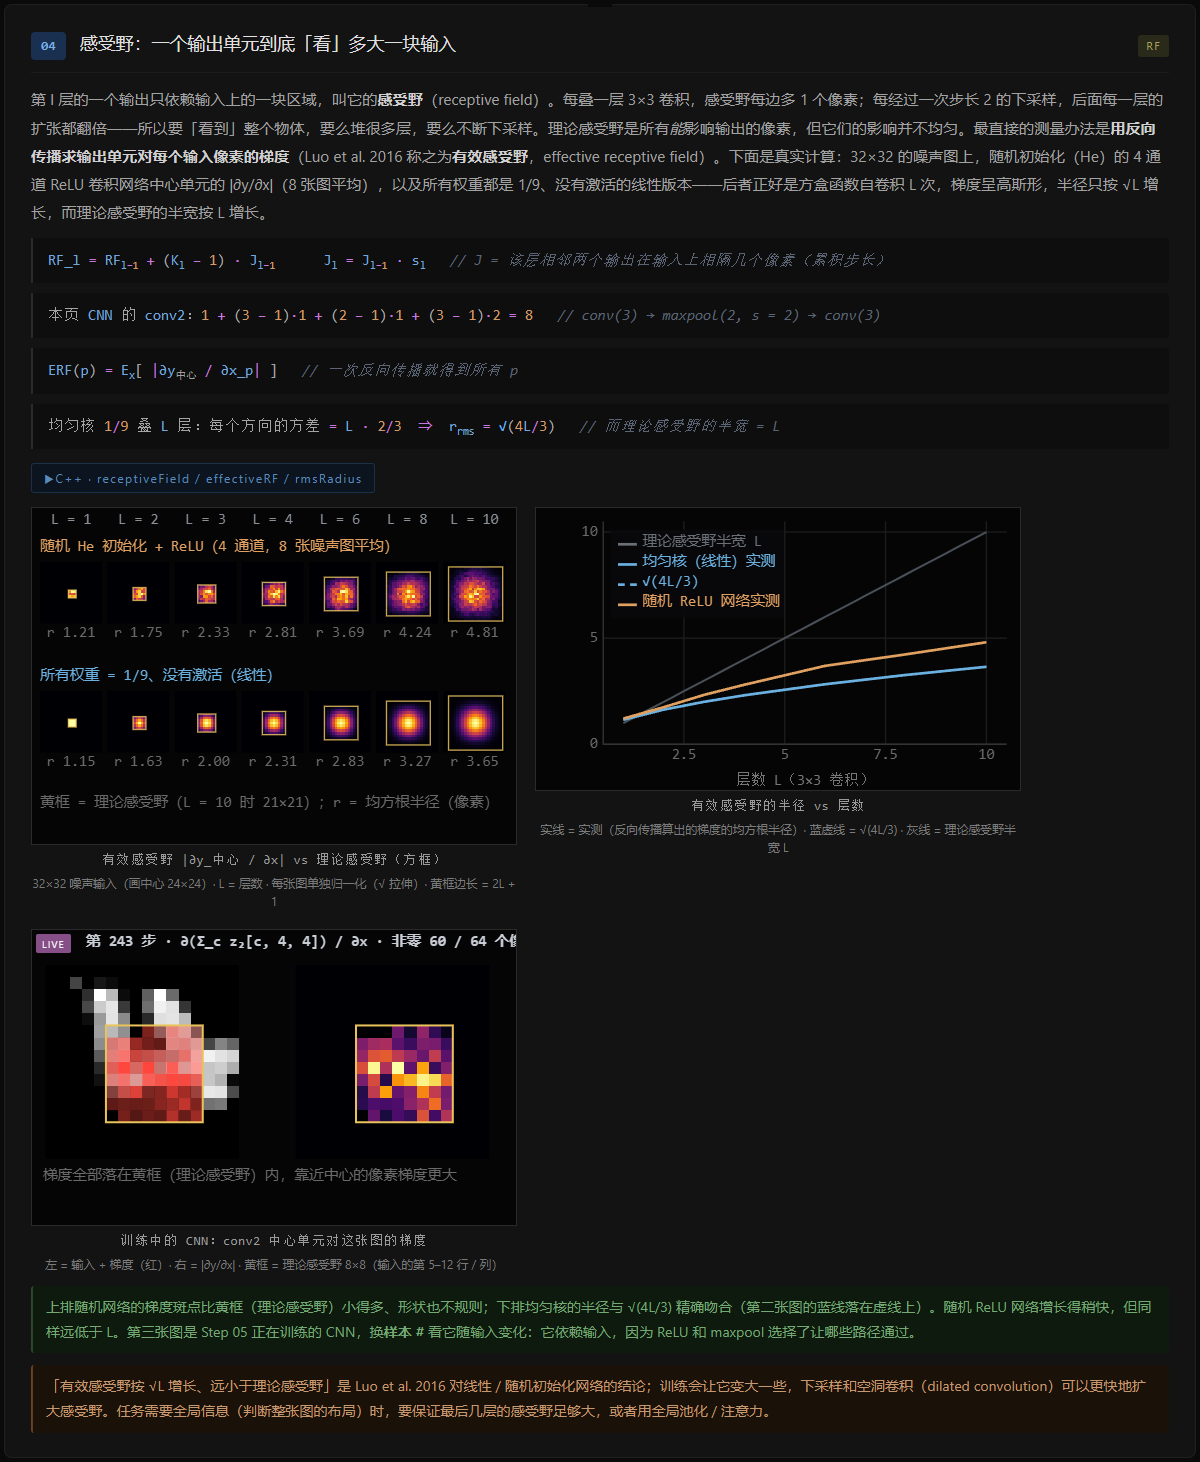 04 感受野：一个输出单元到底「看」多大一块输入 RF
第 l 层的一个输出只依赖输入上的一块区域，叫它的感受野（receptive field）。每叠一层 3×3 卷积，感受野每边多 1 个像素；每经过一次步长 2 的下采样，后面每一层的
扩张都翻倍——所以要「看到」整个物体，要么堆很多层，要么不断下采样。理论感受野是所有能影响输出的像素，但它们的影响并不均匀。最直接的测量办法是用反向
传播求输出单元对每个输入像素的梯度（Luo et al. 2016 称之为有效感受野，effective receptive field）。下面是真实计算：32×32 的噪声图上，随机初始化（He）的 4 通
道 ReLU 卷积网络中心单元的 |∂y/∂x|（8 张图平均），以及所有权重都是 1/9、没有激活的线性版本——后者正好是方盒函数自卷积 L 次，梯度呈高斯形，半径只按 √L 增
长，而理论感受野的半宽按 L 增长。
RF_l = RFₗ₋₁ + (Kₗ − 1) · Jₗ₋₁ Jₗ = Jₗ₋₁ · sₗ // J = 该层相邻两个输出在输入上相隔几个像素（累积步长）
本页 CNN 的 conv2：1 + (3 − 1)·1 + (2 − 1)·1 + (3 − 1)·2 = 8 // conv(3) → maxpool(2, s = 2) → conv(3)
ERF(p) = Eₓ[ |∂y中心 / ∂x_p| ] // 一次反向传播就得到所有 p
均匀核 1/9 叠 L 层：每个方向的方差 = L · 2/3 ⇒ r_rms = √(4L/3) // 而理论感受野的半宽 = L
▶C++ · receptiveField / effectiveRF / rmsRadius
L = 1 L = 2 L = 3 L = 4 L = 6 L = 8 L = 10
随机 He 初始化 + ReLU（4 通道，8 张噪声图平均）
r 1.21 r 1.75 r 2.33 r 2.81 r 3.69 r 4.24 r 4.81
所有权重 = 1/9、没有激活（线性）
r 1.15 r 1.63 r 2.00 r 2.31 r 2.83 r 3.27 r 3.65
黄框 = 理论感受野（L = 10 时 21×21）；r = 均方根半径（像素）
有效感受野 |∂y_中心 / ∂x| vs 理论感受野（方框）
32×32 噪声输入（画中心 24×24）· L = 层数 · 每张图单独归一化（√ 拉伸）· 黄框边长 = 2L +
1
10
理论感受野半宽 L
均匀核（线性）实测
√(4L/3)
随机 ReLU 网络实测
5
0
2.5 5 7.5 10
层数 L（3×3 卷积）
有效感受野的半径 vs 层数
实线 = 实测（反向传播算出的梯度的均方根半径）· 蓝虚线 = √(4L/3) · 灰线 = 理论感受野半
宽 L
LIVE 第 243 步 · ∂(Σ_c z₂[c, 4, 4]) / ∂x · 非零 60 / 64 个
梯度全部落在黄框（理论感受野）内，靠近中心的像素梯度更大
训练中的 CNN：conv2 中心单元对这张图的梯度
左 = 输入 + 梯度（红）· 右 = |∂y/∂x| · 黄框 = 理论感受野 8×8（输入的第 5–12 行 / 列）
上排随机网络的梯度斑点比黄框（理论感受野）小得多、形状也不规则；下排均匀核的半径与 √(4L/3) 精确吻合（第二张图的蓝线落在虚线上）。随机 ReLU 网络增长得稍快，但同
样远低于 L。第三张图是 Step 05 正在训练的 CNN，换样本 # 看它随输入变化：它依赖输入，因为 ReLU 和 maxpool 选择了让哪些路径通过。
「有效感受野按 √L 增长、远小于理论感受野」是 Luo et al. 2016 对线性 / 随机初始化网络的结论；训练会让它变大一些，下采样和空洞卷积（dilated convolution）可以更快地扩
大感受野。任务需要全局信息（判断整张图的布局）时，要保证最后几层的感受野足够大，或者用全局池化 / 注意力。